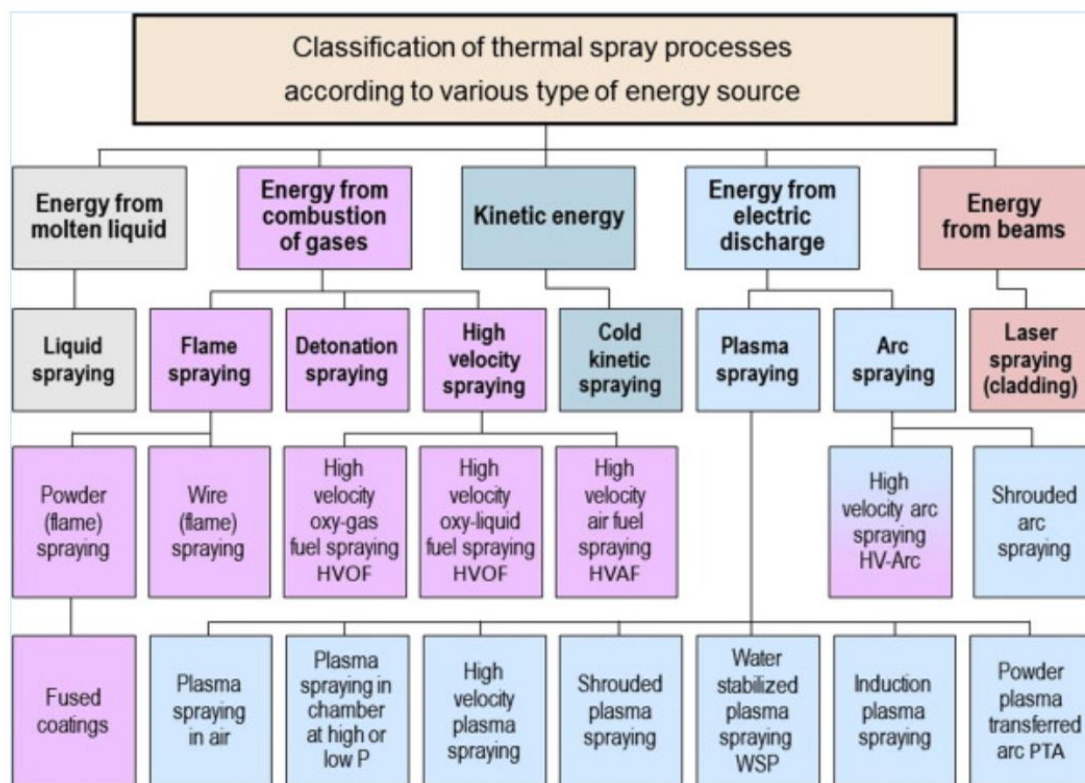 Classification of thermal spray processes
according to various type of energy source
Energy from
molten liquid
Energy from
combustion
of gases
Kinetic energy
Energy from
electric
discharge
Energy
from beams
Liquid
spraying
Flame
spraying
Detonation
spraying
High
velocity
spraying
Cold
kinetic
spraying
Plasma
spraying
Arc
spraying
Laser
spraying
(cladding)
Powder
(flame)
spraying
Wire
(flame)
spraying
High
velocity
oxy-gas
fuel spraying
HVOF
High
velocity
oxy-liquid
fuel spraying
HVOF
High
velocity
air fuel
spraying
HVAF
High
velocity arc
spraying
HV-Arc
Shrouded
arc
spraying
Fused
coatings
Plasma
spraying
in air
Plasma
spraying in
chamber
at high or
low P
High
velocity
plasma
spraying
Shrouded
plasma
spraying
Water
stabilized
plasma
spraying
WSP
Induction
plasma
spraying
Powder
plasma
transferred
arc PTA